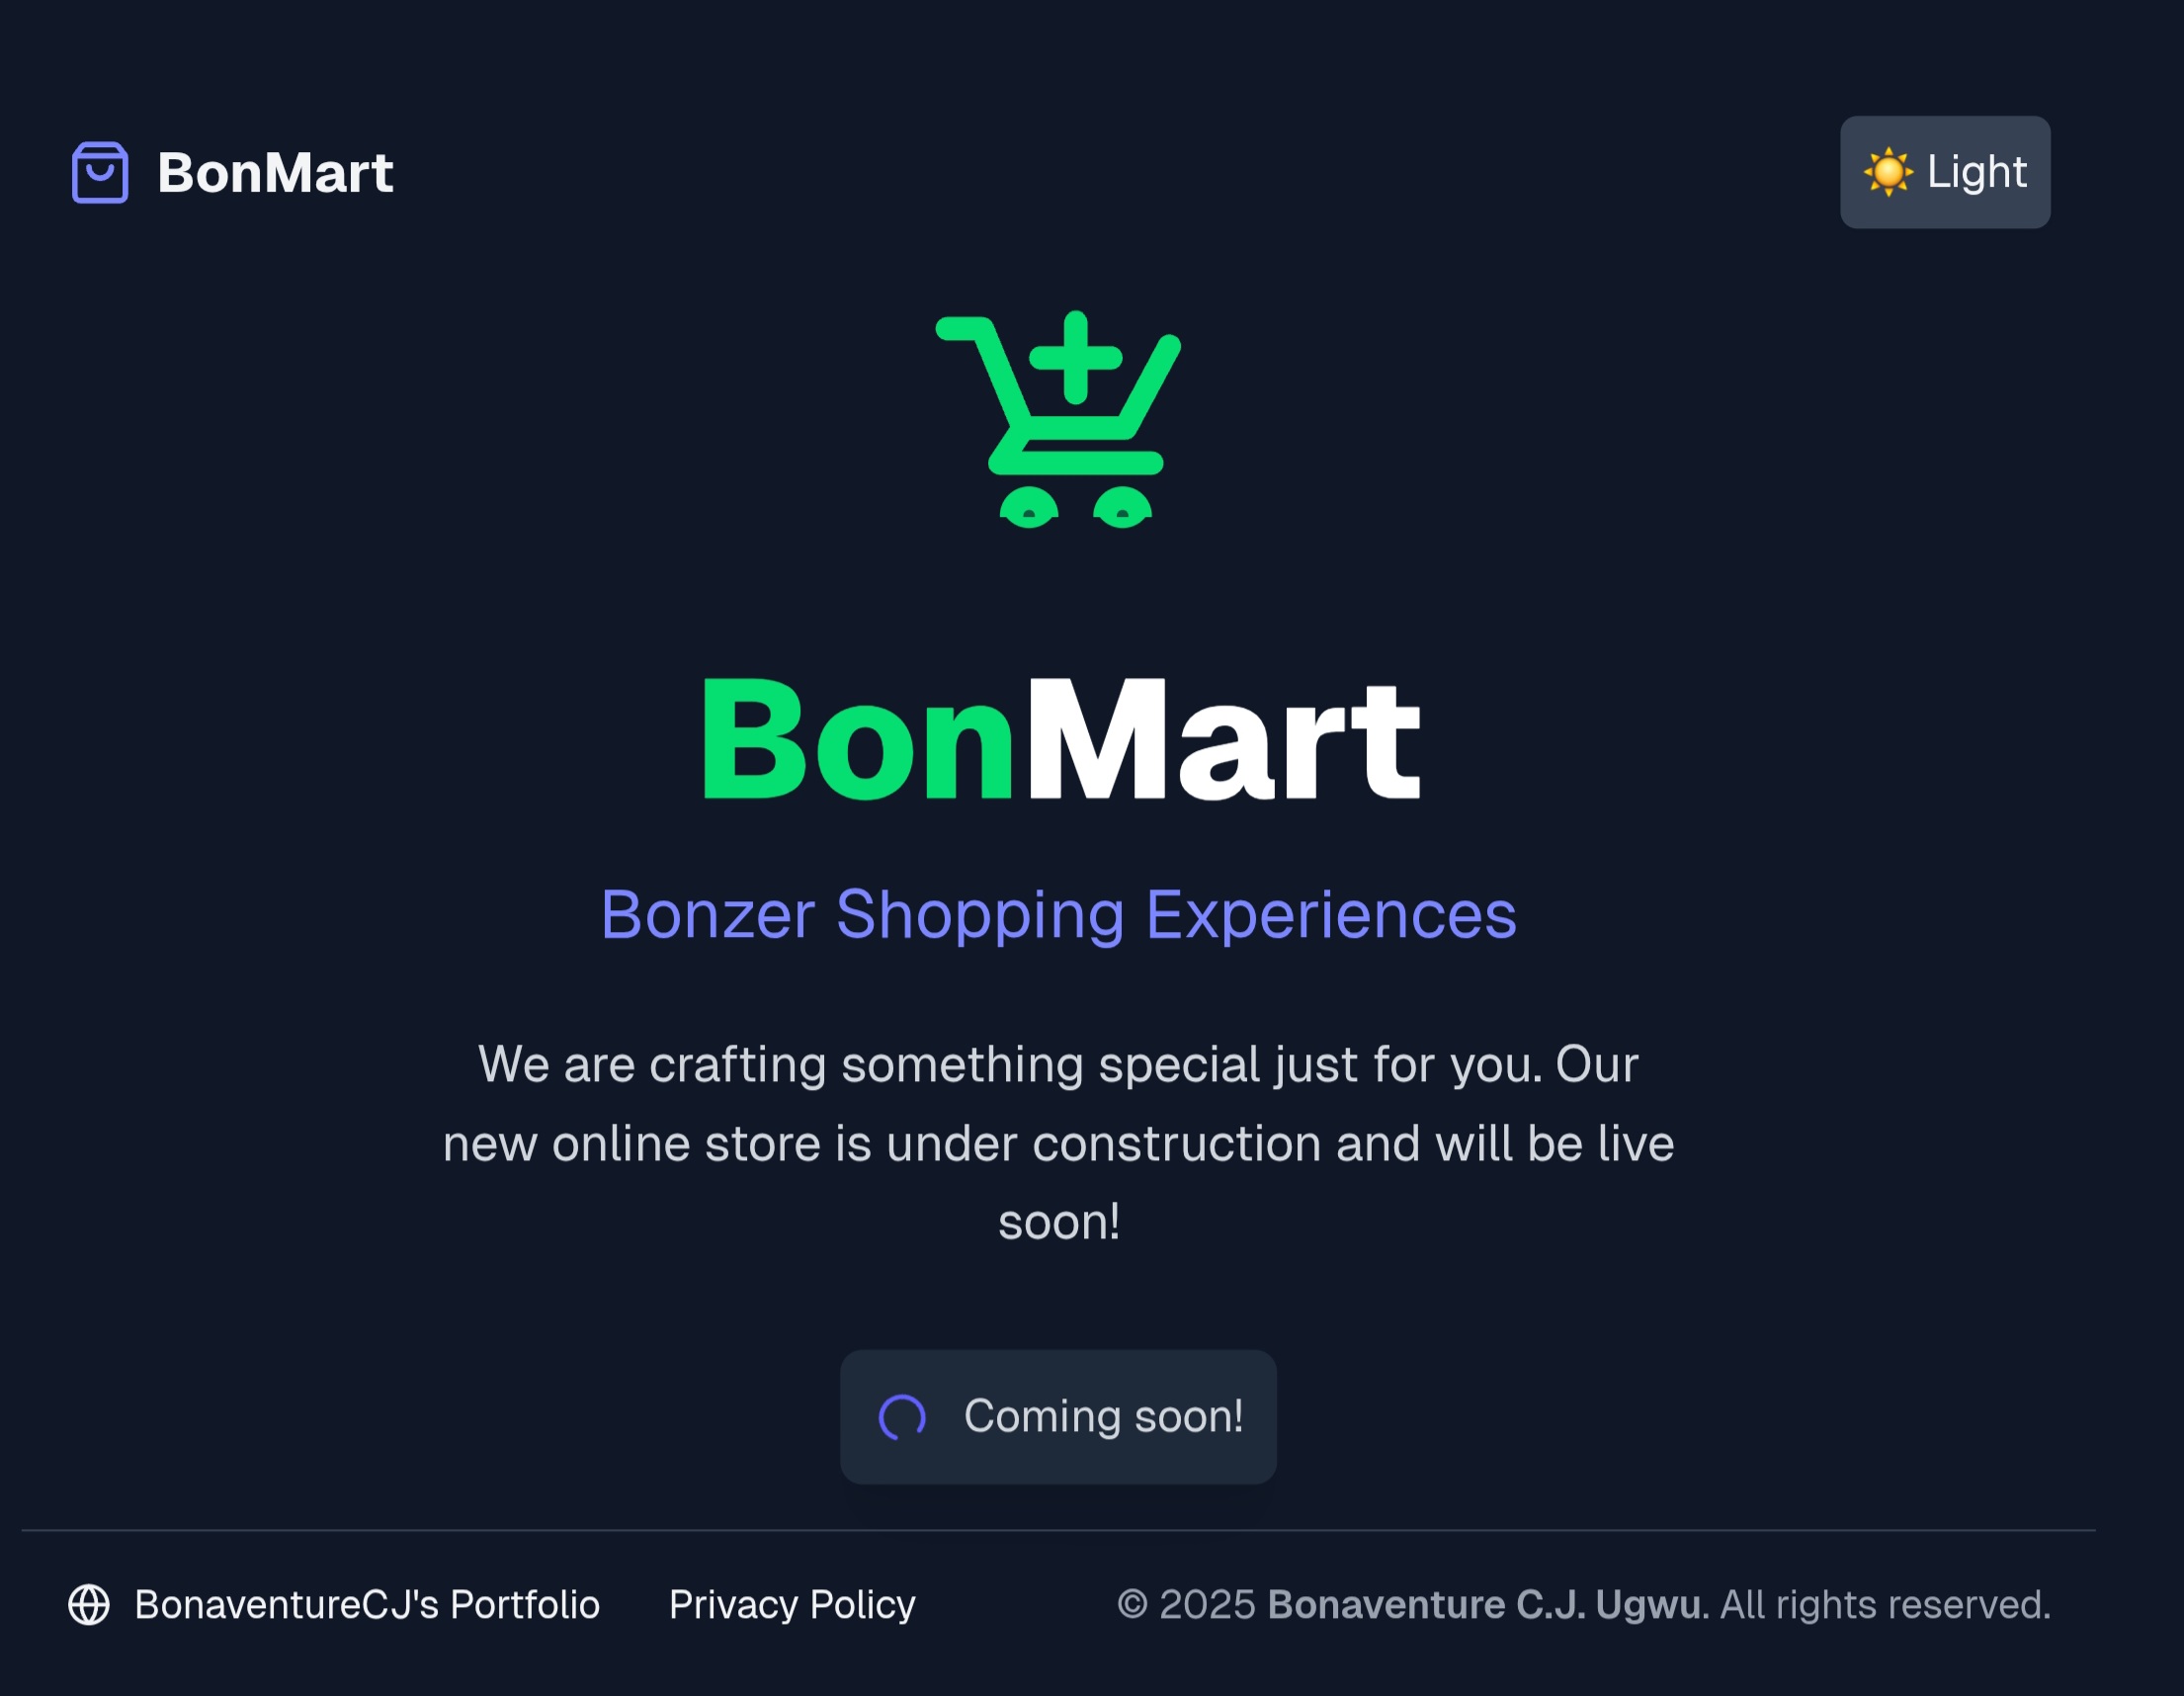 BonMart
☀️ Light
BonMart
Bonzer Shopping Experiences
We are crafting something special just for you. Our
new online store is under construction and will be live
soon!
Coming soon!
BonaventureCJ's Portfolio
Privacy Policy
© 2025 Bonaventure C.J. Ugwu. All rights reserved.